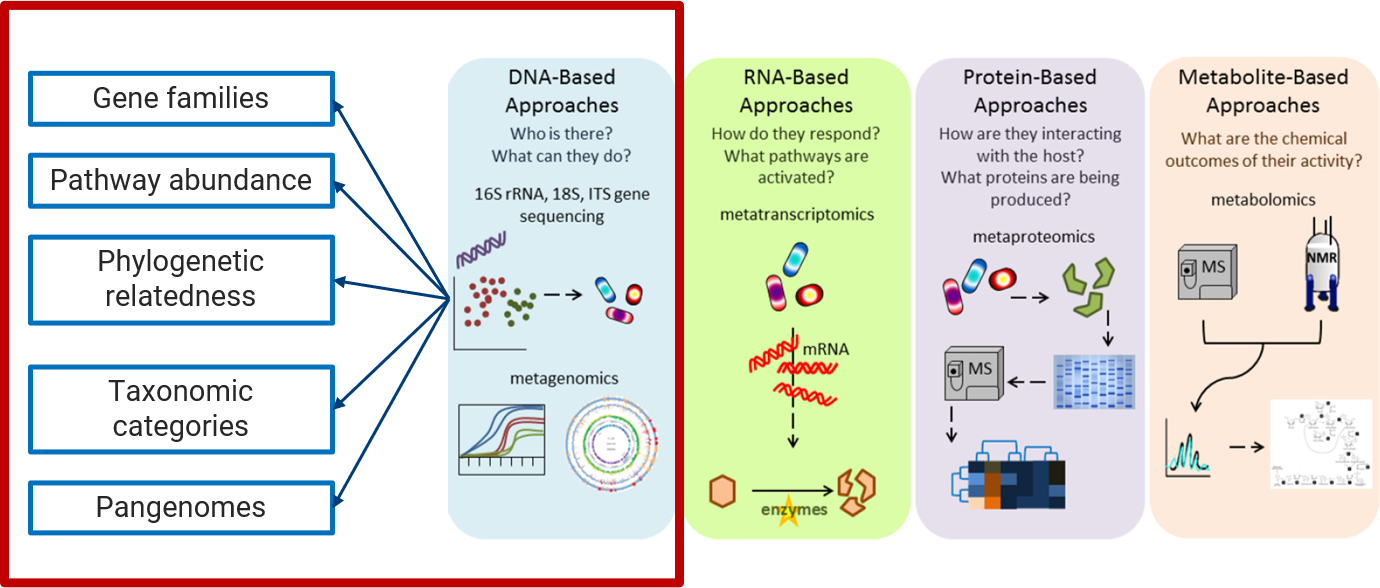 Gene families
Pathway abundance
Phylogenetic
relatedness
Taxonomic
categories
Pangenomes
DNA-Based
Approaches
Who is there?
What can they do?
16S rRNA, 18S, ITS gene
sequencing
metagenomics
RNA-Based
Approaches
How do they respond?
What pathways are
activated?
metatranscriptomics
mRNA
enzymes
Protein-Based
Approaches
How are they interacting
with the host?
What proteins are being
produced?
metaproteomics
MS
Metabolite-Based
Approaches
What are the chemical
outcomes of their activity?
metabolomics
MS
NMR